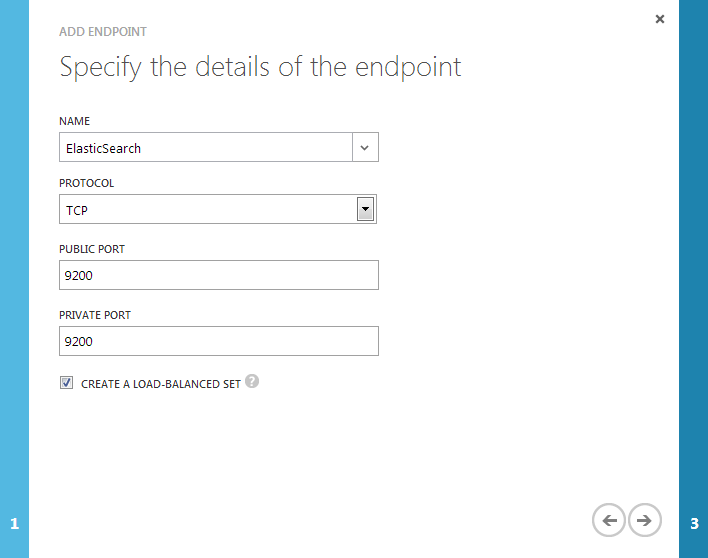 ADD ENDPOINT
Specify the details of the endpoint
NAME
ElasticSearch
PROTOCOL
TCP
PUBLIC PORT
9200
PRIVATE PORT
9200
CREATE A LOAD-BALANCED SET ?
1
3